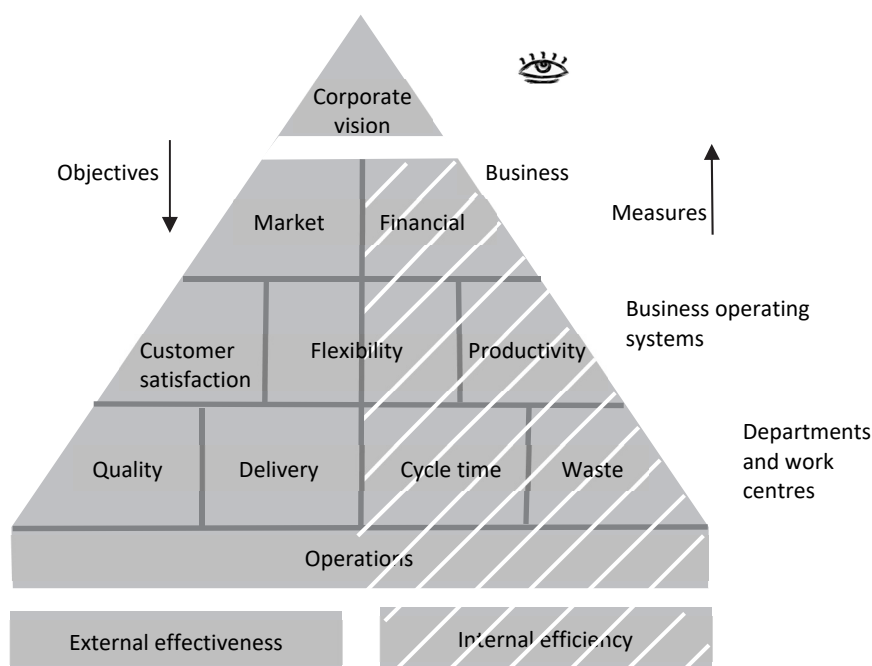 Corporate
vision
Objectives
Business
Measures
Market
Financial
Business operating
systems
Customer
satisfaction
Flexibility
Productivity
Departments
and work
centres
Quality
Delivery
Cycle time
Waste
Operations
External effectiveness
Internal efficiency